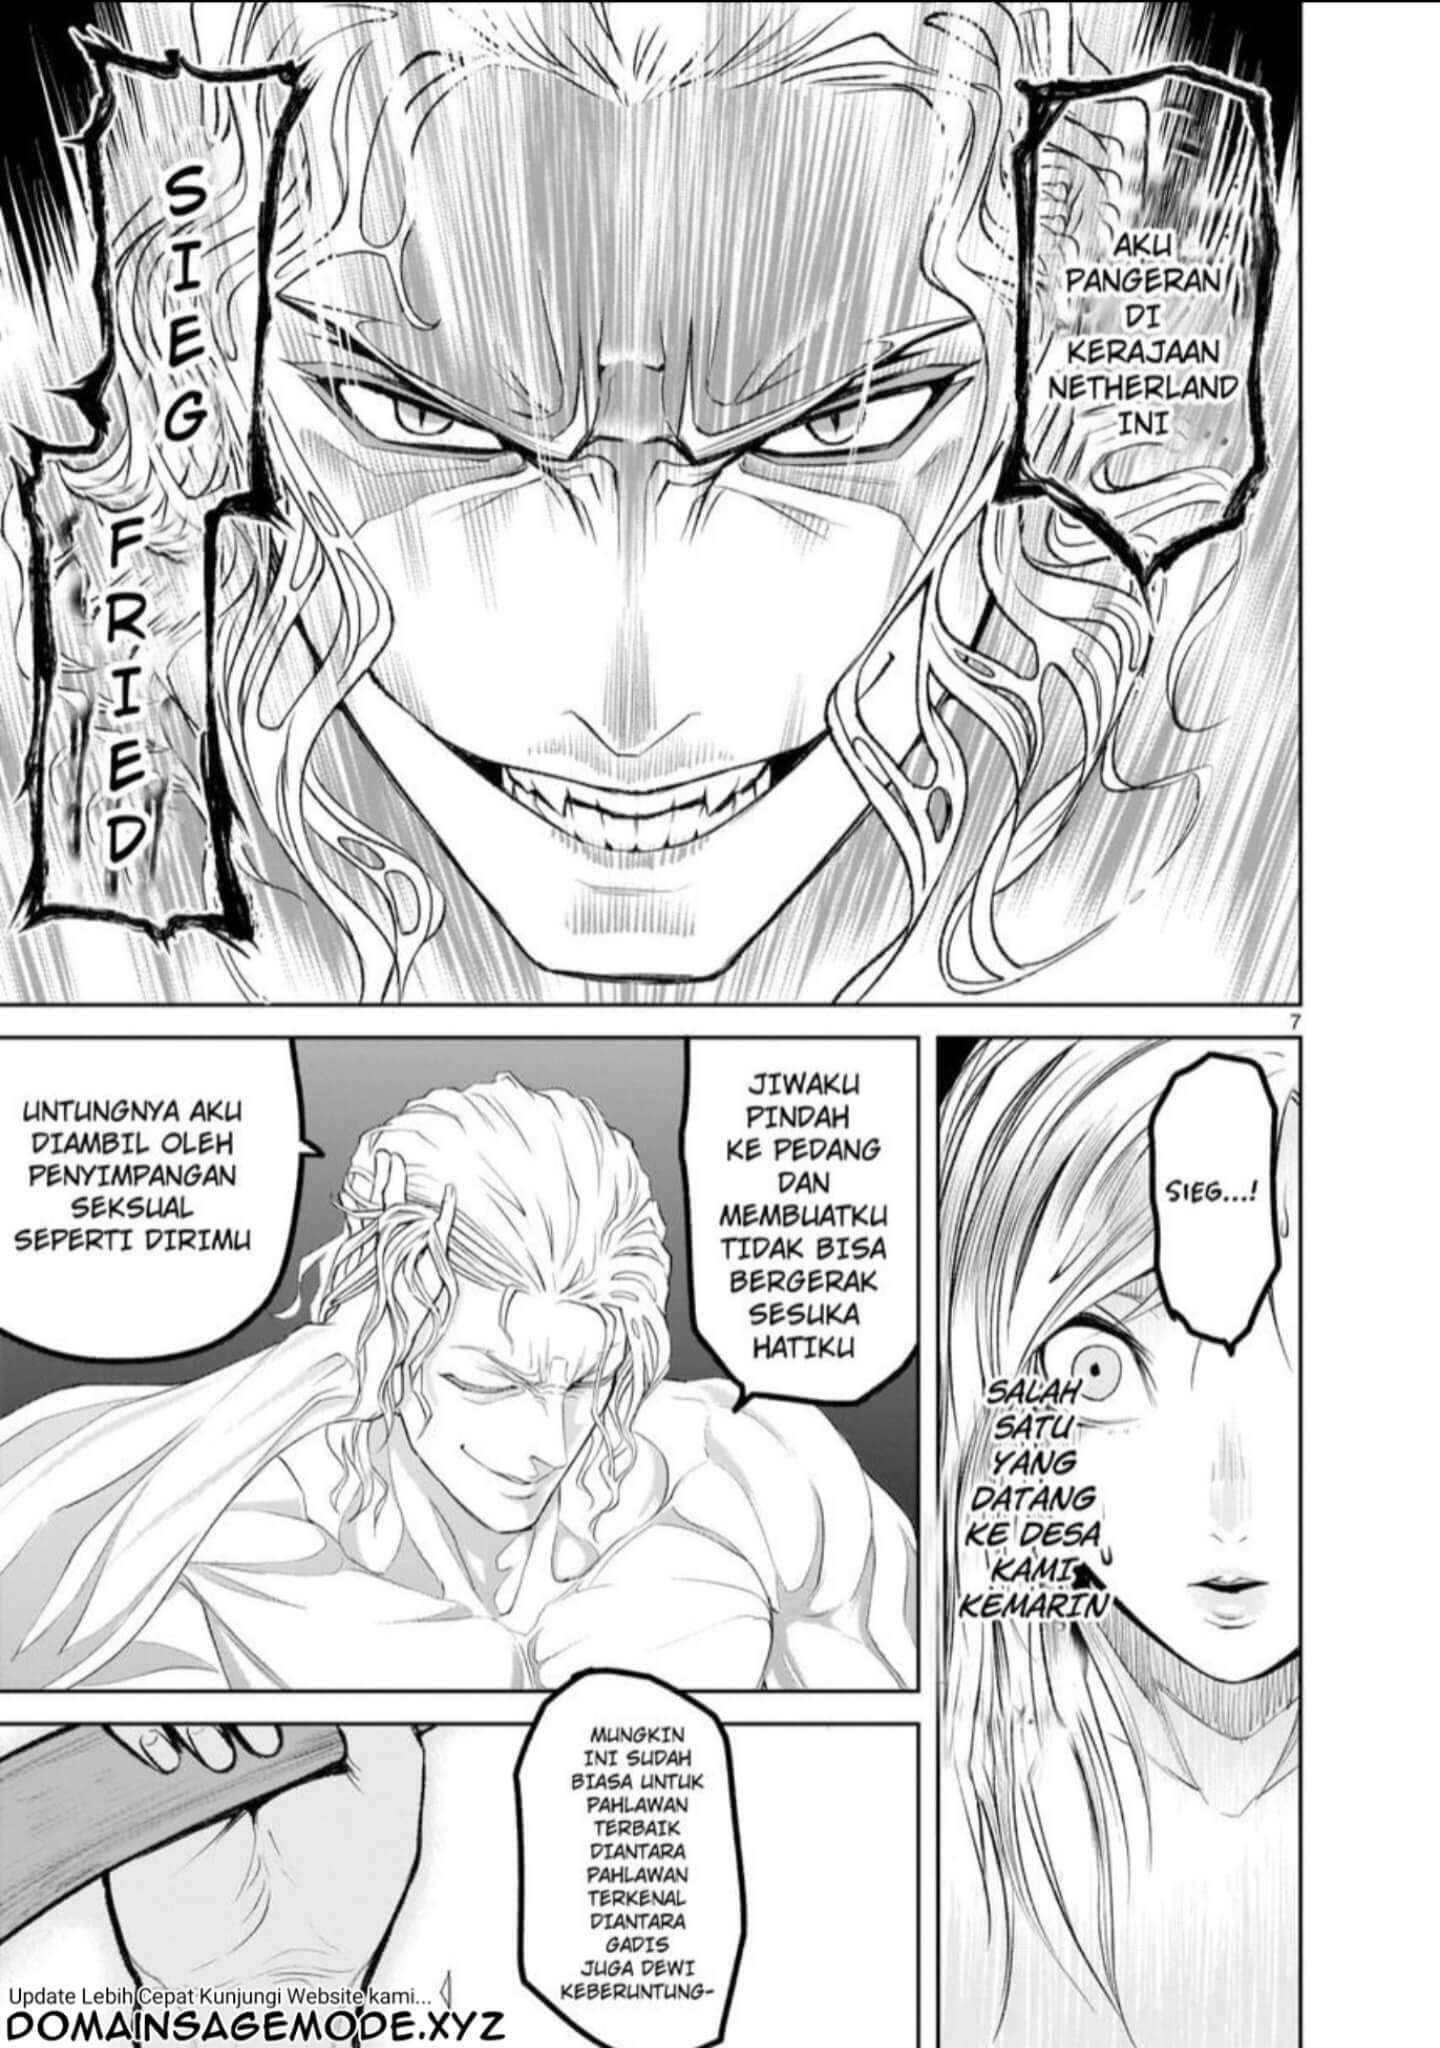 AKU
PANGERAN
DI
KERAJAAN
NETHERLAND
INI
SIEG
FRIED
7
SIEG...!
SALAH
SATU
YANG
DATANG
KE DESA
KAMI
KEMARIN
JIWAKU
PINDAH
KE PEDANG
DAN
MEMBUATKU
TIDAK BISA
BERGERAK
SESUKA
HATIKU
UNTUNGNYA AKU
DIAMBIL OLEH
PENYIMPANGAN
SEKSUAL
SEPERTI DIRIMU
MUNGKIN
INI SUDAH
BIASA UNTUK
PAHLAWAN
TERBAIK
DIANTARA
PAHLAWAN
TERKENAL
DIANTARA
GADIS
JUGA DEWI
KEBERUNTUNG-
Update Lebih Cepat Kunjungi Website kami...
DOMAINSAGEMODE.XYZ